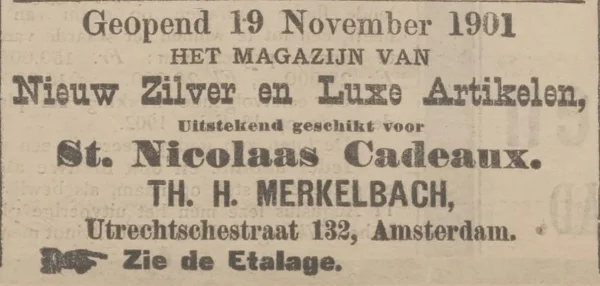 Geopend 19 November 1901
HET MAGAZIJN VAN
Nieuw Zilver en Luxe Artikelen,
Uitstekend geschikt voor
St. Nicolaas Cadeaux.
TH. H. MERKELBACH,
Utrechtschestraat 132, Amsterdam.
Zie de Etalage.